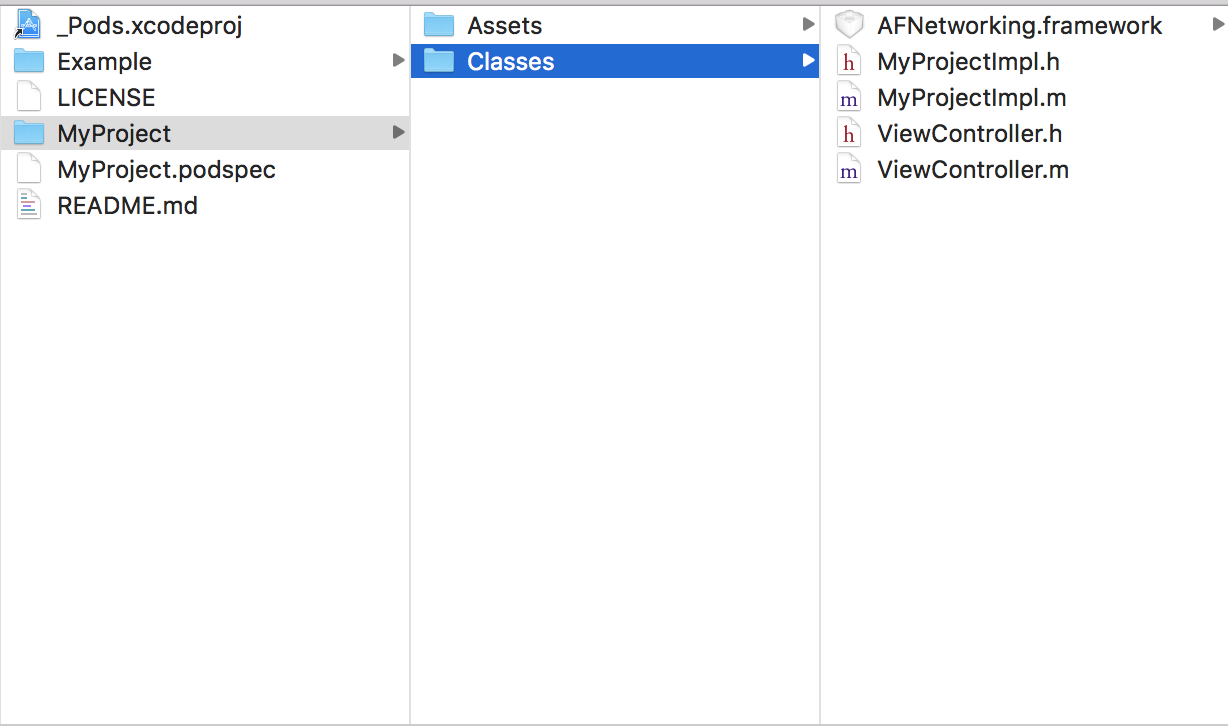 _Pods.xcodeproj
Example
LICENSE
MyProject
MyProject.podspec
README.md
Assets
Classes
AFNetworking.framework
h MyProjectImpl.h
m MyProjectImpl.m
h ViewController.h
m ViewController.m